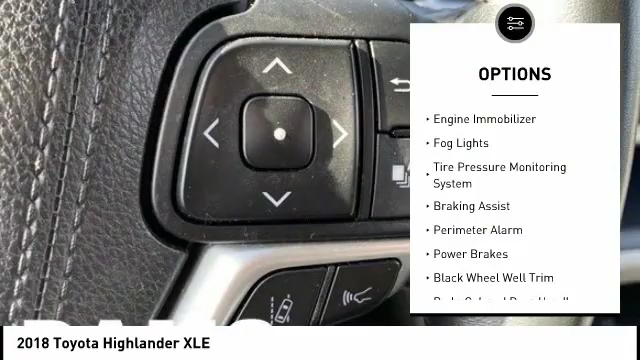 OPTIONS
Engine Immobilizer
Fog Lights
Tire Pressure Monitoring
System
Braking Assist
Perimeter Alarm
Power Brakes
Black Wheel Well Trim
2018 Toyota Highlander XLE